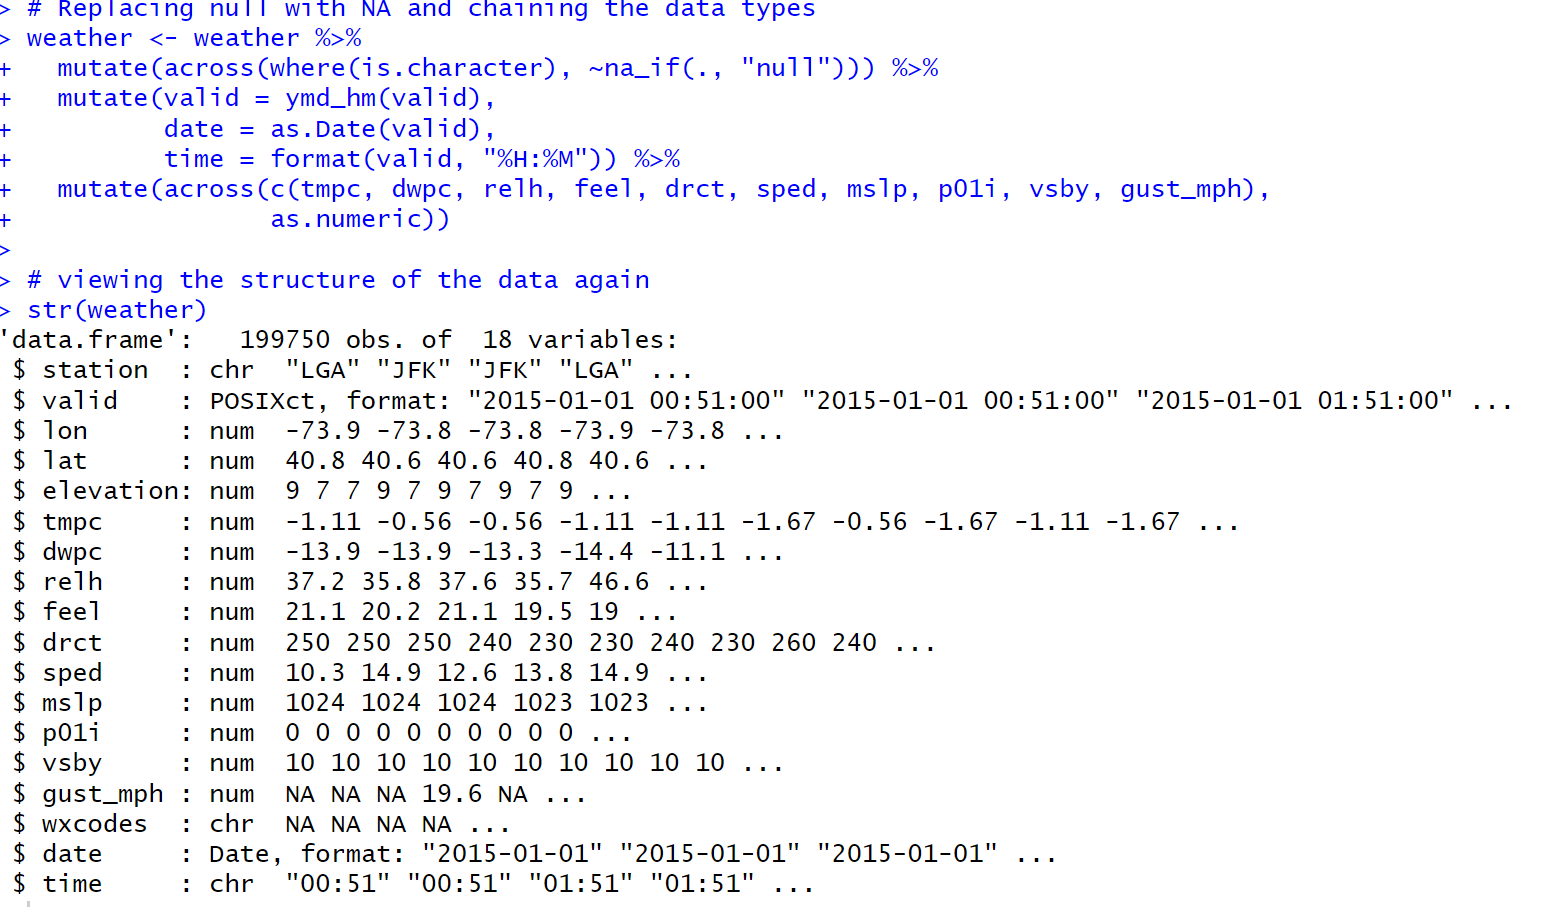 > # Replacing null with NA and chaining the data types
> weather <- weather %>%
+   mutate(across(where(is.character), ~na_if(., "null"))) %>%
+   mutate(valid = ymd_hm(valid),
+          date = as.Date(valid),
+          time = format(valid, "%H:%M")) %>%
+   mutate(across(c(tmpc, dwpc, relh, feel, drct, sped, mslp, p01i, vsby, gust_mph),
+                 as.numeric))
>
> # viewing the structure of the data again
> str(weather)
'data.frame':   199750 obs. of  18 variables:
 $ station  : chr  "LGA" "JFK" "JFK" "LGA" ...
 $ valid    : POSIXct, format: "2015-01-01 00:51:00" "2015-01-01 00:51:00" "2015-01-01 01:51:00" ...
 $ lon      : num  -73.9 -73.8 -73.8 -73.9 -73.8 ...
 $ lat      : num  40.8 40.6 40.6 40.8 40.6 ...
 $ elevation: num  9 7 7 9 7 9 7 9 7 9 ...
 $ tmpc     : num  -1.11 -0.56 -0.56 -1.11 -1.11 -1.67 -0.56 -1.67 -1.11 -1.67 ...
 $ dwpc     : num  -13.9 -13.9 -13.3 -14.4 -11.1 ...
 $ relh     : num  37.2 35.8 37.6 35.7 46.6 ...
 $ feel     : num  21.1 20.2 21.1 19.5 19 ...
 $ drct     : num  250 250 250 240 230 230 240 230 260 240 ...
 $ sped     : num  10.3 14.9 12.6 13.8 14.9 ...
 $ mslp     : num  1024 1024 1024 1023 1023 ...
 $ p01i     : num  0 0 0 0 0 0 0 0 0 0 ...
 $ vsby     : num  10 10 10 10 10 10 10 10 10 10 ...
 $ gust_mph : num  NA NA NA 19.6 NA ...
 $ wxcodes  : chr  NA NA NA NA ...
 $ date     : Date, format: "2015-01-01" "2015-01-01" "2015-01-01" ...
 $ time     : chr  "00:51" "00:51" "01:51" "01:51" ...